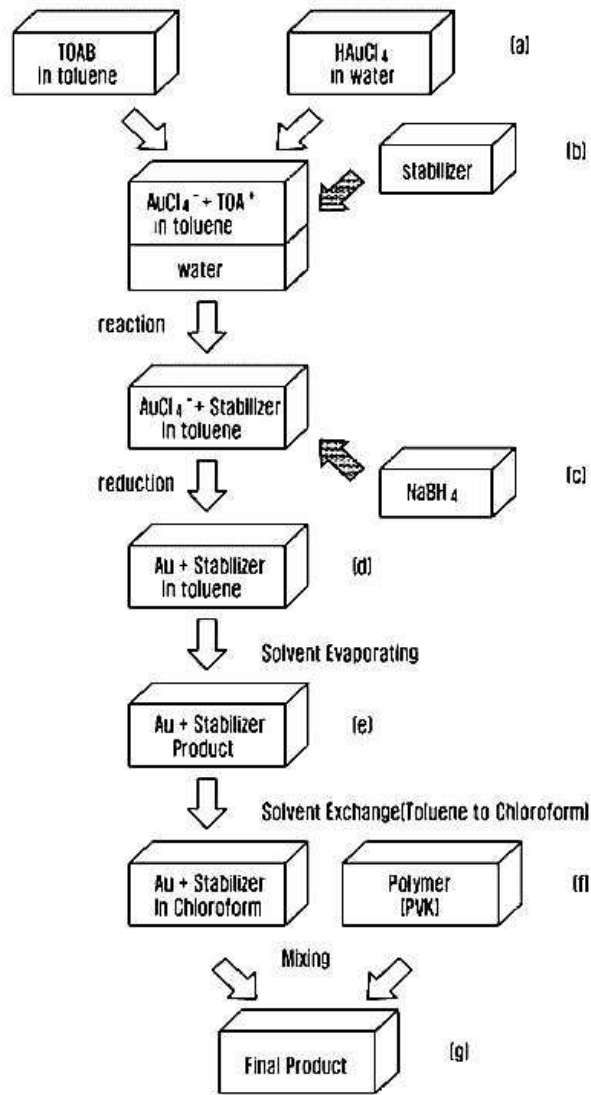 TOAB
in toluene
HAuCl₄
in water
(a)
AuCl₄⁻ + TOA⁺
in toluene
water
stabilizer
(b)
reaction
AuCl₄⁻ + Stabilizer
in toluene
reduction
NaBH₄
(c)
Au + Stabilizer
in toluene
(d)
Solvent Evaporating
Au + Stabilizer
Product
(e)
Solvent Exchange(Toluene to Chloroform)
Au + Stabilizer
in Chloroform
Polymer
(PVK)
(f)
Mixing
Final Product
(g)